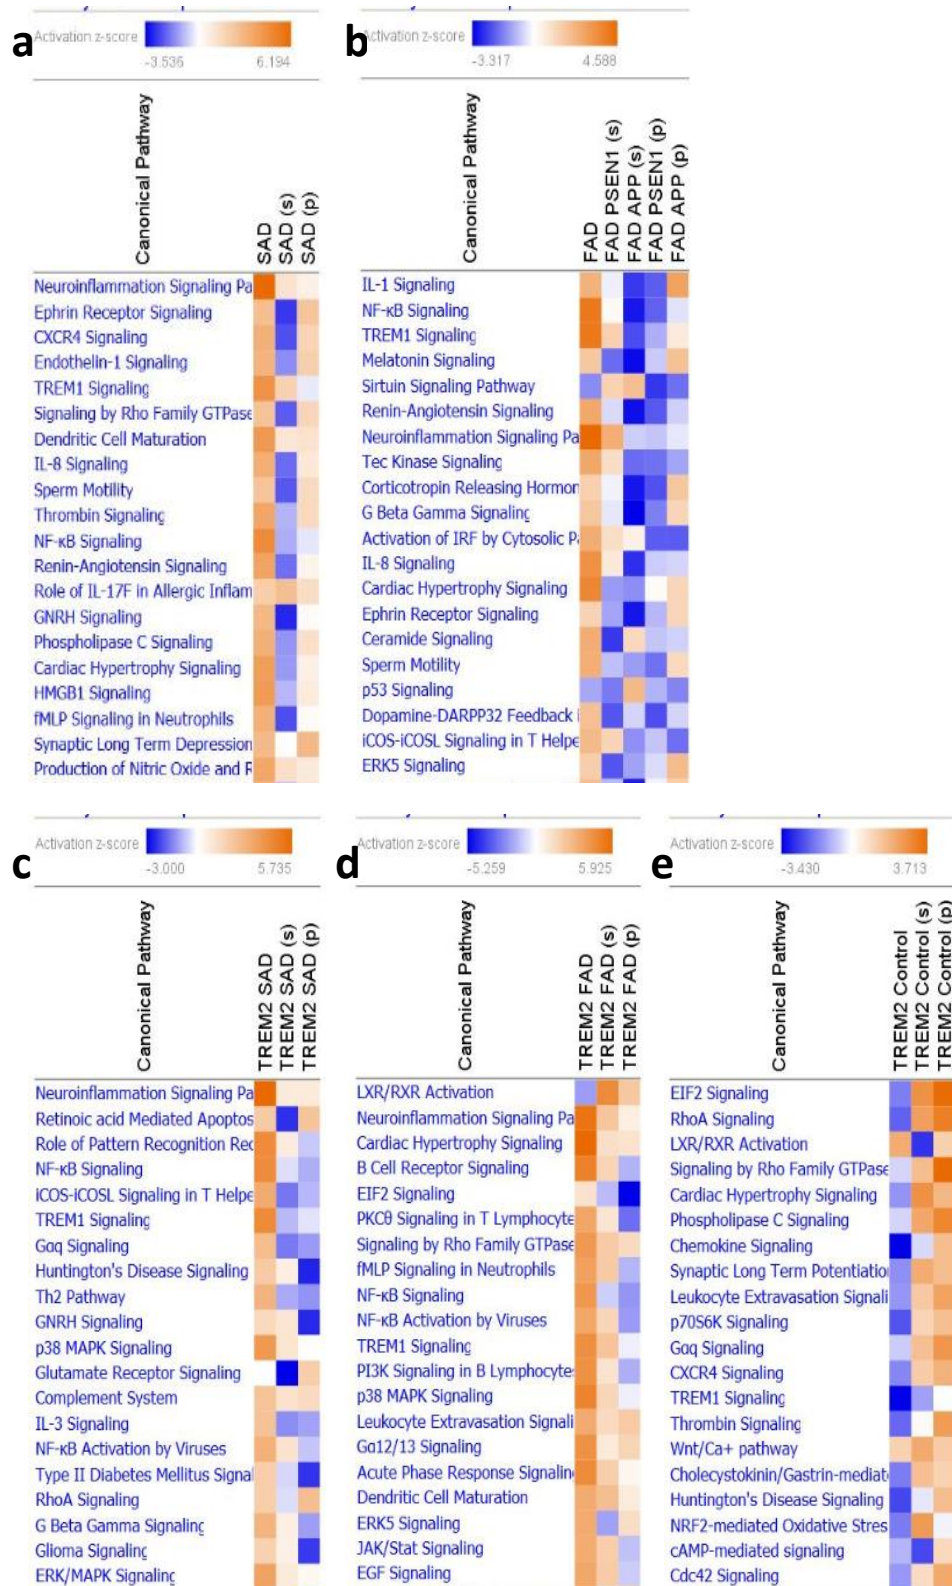 a
Activation z-score
-3.536 6.194
Canonical Pathway
SAD
SAD (s)
SAD (p)
Neuroinflammation Signaling Pa
Ephrin Receptor Signaling
CXCR4 Signaling
Endothelin-1 Signaling
TREM1 Signaling
Signaling by Rho Family GTPase
Dendritic Cell Maturation
IL-8 Signaling
Sperm Motility
Thrombin Signaling
NF-κB Signaling
Renin-Angiotensin Signaling
Role of IL-17F in Allergic Inflam
GNRH Signaling
Phospholipase C Signaling
Cardiac Hypertrophy Signaling
HMGB1 Signaling
fMLP Signaling in Neutrophils
Synaptic Long Term Depression
Production of Nitric Oxide and R
b
Activation z-score
-3.317 4.588
Canonical Pathway
FAD
FAD PSEN1 (s)
FAD APP (s)
FAD PSEN1 (p)
FAD APP (p)
IL-1 Signaling
NF-κB Signaling
TREM1 Signaling
Melatonin Signaling
Sirtuin Signaling Pathway
Renin-Angiotensin Signaling
Neuroinflammation Signaling Pa
Tec Kinase Signaling
Corticotropin Releasing Hormon
G Beta Gamma Signaling
Activation of IRF by Cytosolic Pa
IL-8 Signaling
Cardiac Hypertrophy Signaling
Ephrin Receptor Signaling
Ceramide Signaling
Sperm Motility
p53 Signaling
Dopamine-DARPP32 Feedback i
iCOS-iCOSL Signaling in T Helpe
ERK5 Signaling
c
Activation z-score
-3.000 5.735
Canonical Pathway
TREM2 SAD
TREM2 SAD (s)
TREM2 SAD (p)
Neuroinflammation Signaling Pa
Retinoic acid Mediated Apoptos
Role of Pattern Recognition Rec
NF-κB Signaling
iCOS-iCOSL Signaling in T Helpe
TREM1 Signaling
Gαq Signaling
Huntington's Disease Signaling
Th2 Pathway
GNRH Signaling
p38 MAPK Signaling
Glutamate Receptor Signaling
Complement System
IL-3 Signaling
NF-κB Activation by Viruses
Type II Diabetes Mellitus Signal
RhoA Signaling
G Beta Gamma Signaling
Glioma Signaling
ERK/MAPK Signaling
d
Activation z-score
-5.259 5.925
Canonical Pathway
TREM2 FAD
TREM2 FAD (s)
TREM2 FAD (p)
LXR/RXR Activation
Neuroinflammation Signaling Pa
Cardiac Hypertrophy Signaling
B Cell Receptor Signaling
EIF2 Signaling
PKCθ Signaling in T Lymphocyte
Signaling by Rho Family GTPase
fMLP Signaling in Neutrophils
NF-κB Signaling
NF-κB Activation by Viruses
TREM1 Signaling
PI3K Signaling in B Lymphocyte
p38 MAPK Signaling
Leukocyte Extravasation Signali
Gα12/13 Signaling
Acute Phase Response Signalin
Dendritic Cell Maturation
ERK5 Signaling
JAK/Stat Signaling
EGF Signaling
e
Activation z-score
-3.430 3.713
Canonical Pathway
TREM2 Control
TREM2 Control (s)
TREM2 Control (p)
EIF2 Signaling
RhoA Signaling
LXR/RXR Activation
Signaling by Rho Family GTPase
Cardiac Hypertrophy Signaling
Phospholipase C Signaling
Chemokine Signaling
Synaptic Long Term Potentiatio
Leukocyte Extravasation Signali
p70S6K Signaling
Gαq Signaling
CXCR4 Signaling
TREM1 Signaling
Thrombin Signaling
Wnt/Ca+ pathway
Cholecystokinin/Gastrin-mediat
Huntington's Disease Signaling
NRF2-mediated Oxidative Stres
cAMP-mediated signaling
Cdc42 Signaling